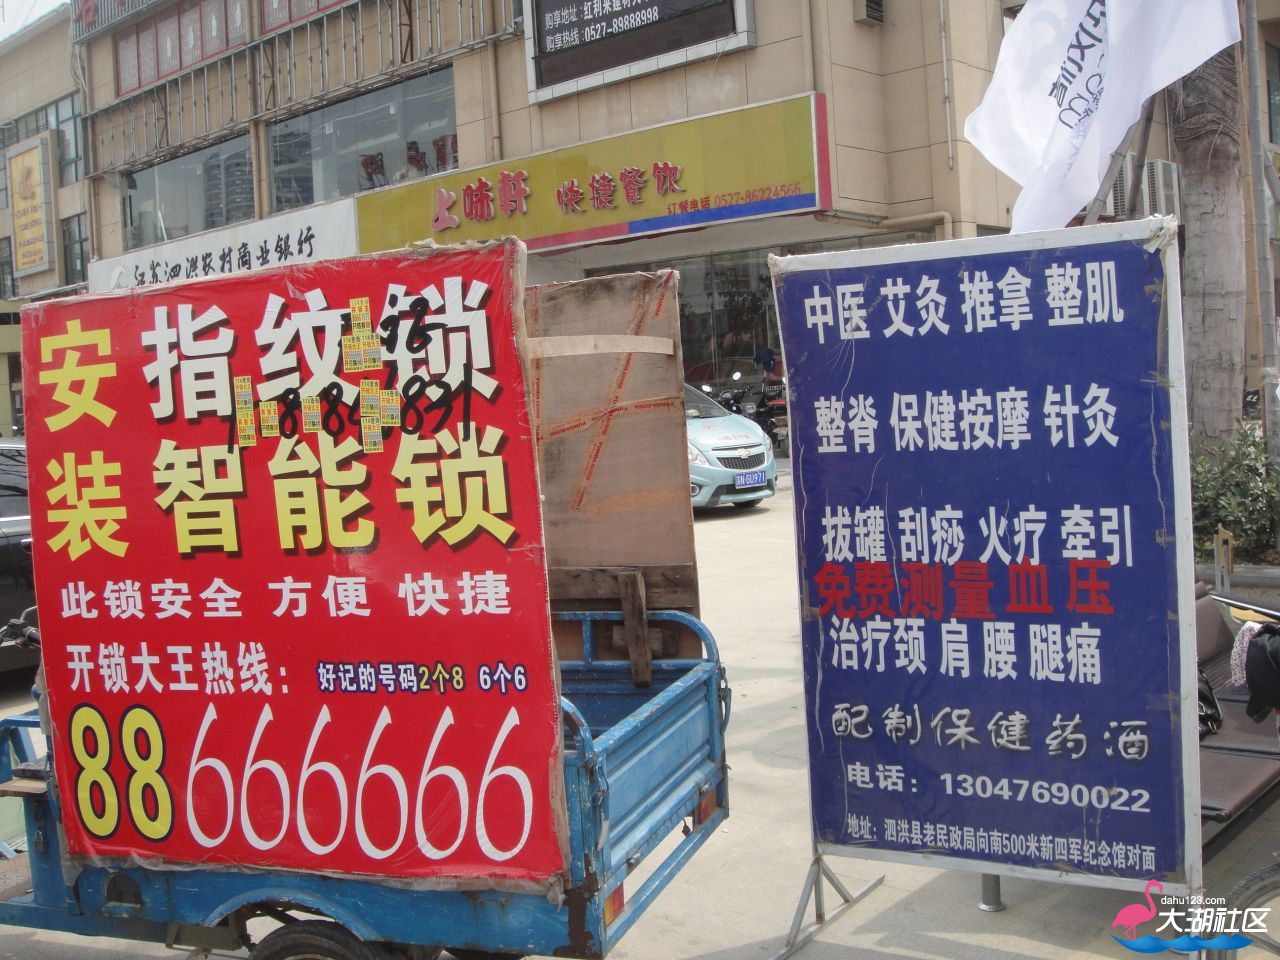 购享地址:红利来建材大
购享热线:0527-89888998
上味轩 快捷餐饮
订餐电话 0527-86224566
江苏泗洪农村商业银行
安装 指纹锁
智能锁
此锁安全 方便 快捷
开锁大王热线: 好记的号码2个8 6个6
88666666
中医 艾灸 推拿 整肌
整脊 保健按摩 针灸
拔罐 刮痧 火疗 牵引
免费测量血压
治疗颈 肩 腰 腿痛
配制保健药酒
电话: 13047690022
地址: 泗洪县老民政局向南500米新四军纪念馆对面
苏N GU971
dahu123.com
大湖社区